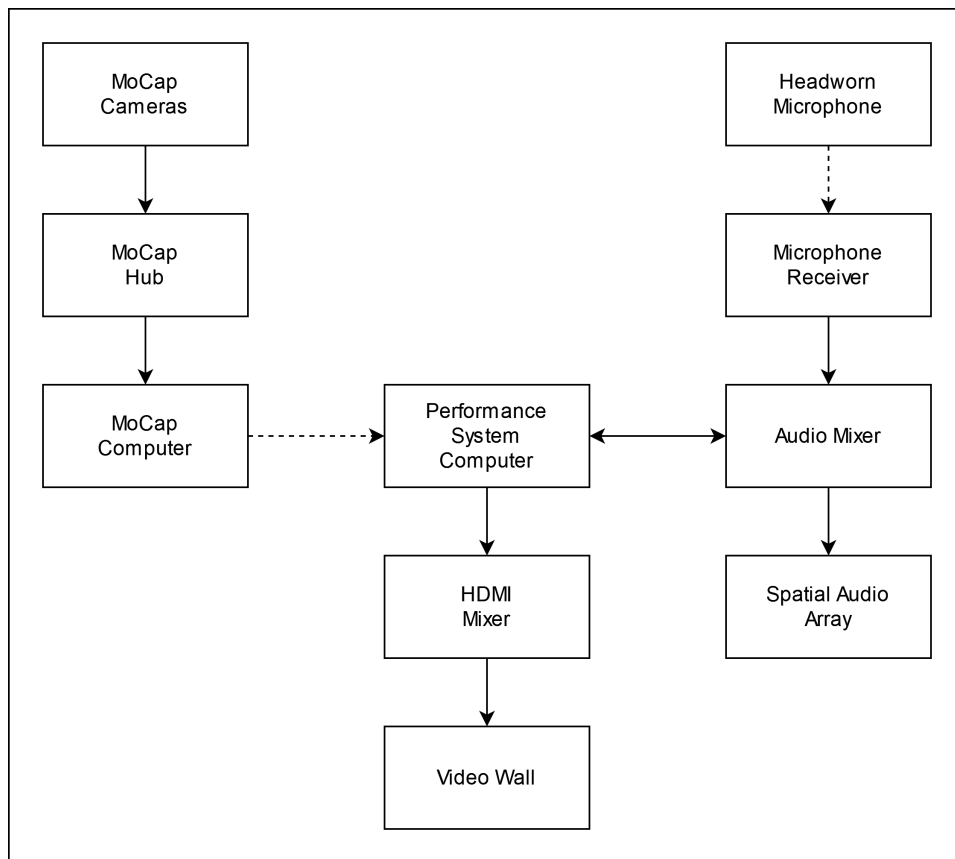 MoCap
Cameras
Headworn
Microphone
MoCap
Hub
Microphone
Receiver
MoCap
Computer
Performance
System
Computer
Audio Mixer
HDMI
Mixer
Spatial Audio
Array
Video Wall